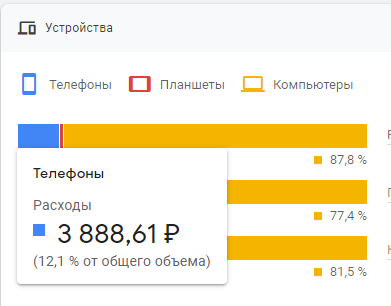 Устройства
Телефоны Планшеты Компьютеры
87,8 %
Телефоны
Расходы
3 888,61 ₽
(12,1 % от общего объема)
77,4 %
81,5 %